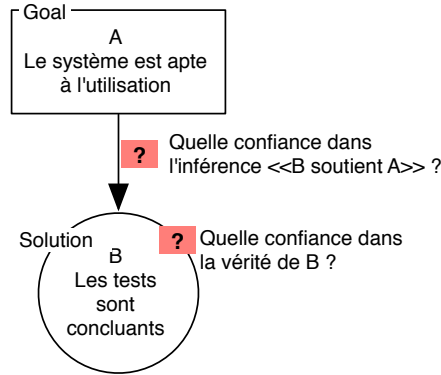 Goal
A
Le système est apte
à l'utilisation
?
Quelle confiance dans
l'inférence <<B soutient A>> ?
Solution
?
Quelle confiance dans
la vérité de B ?
B
Les tests
sont
concluants